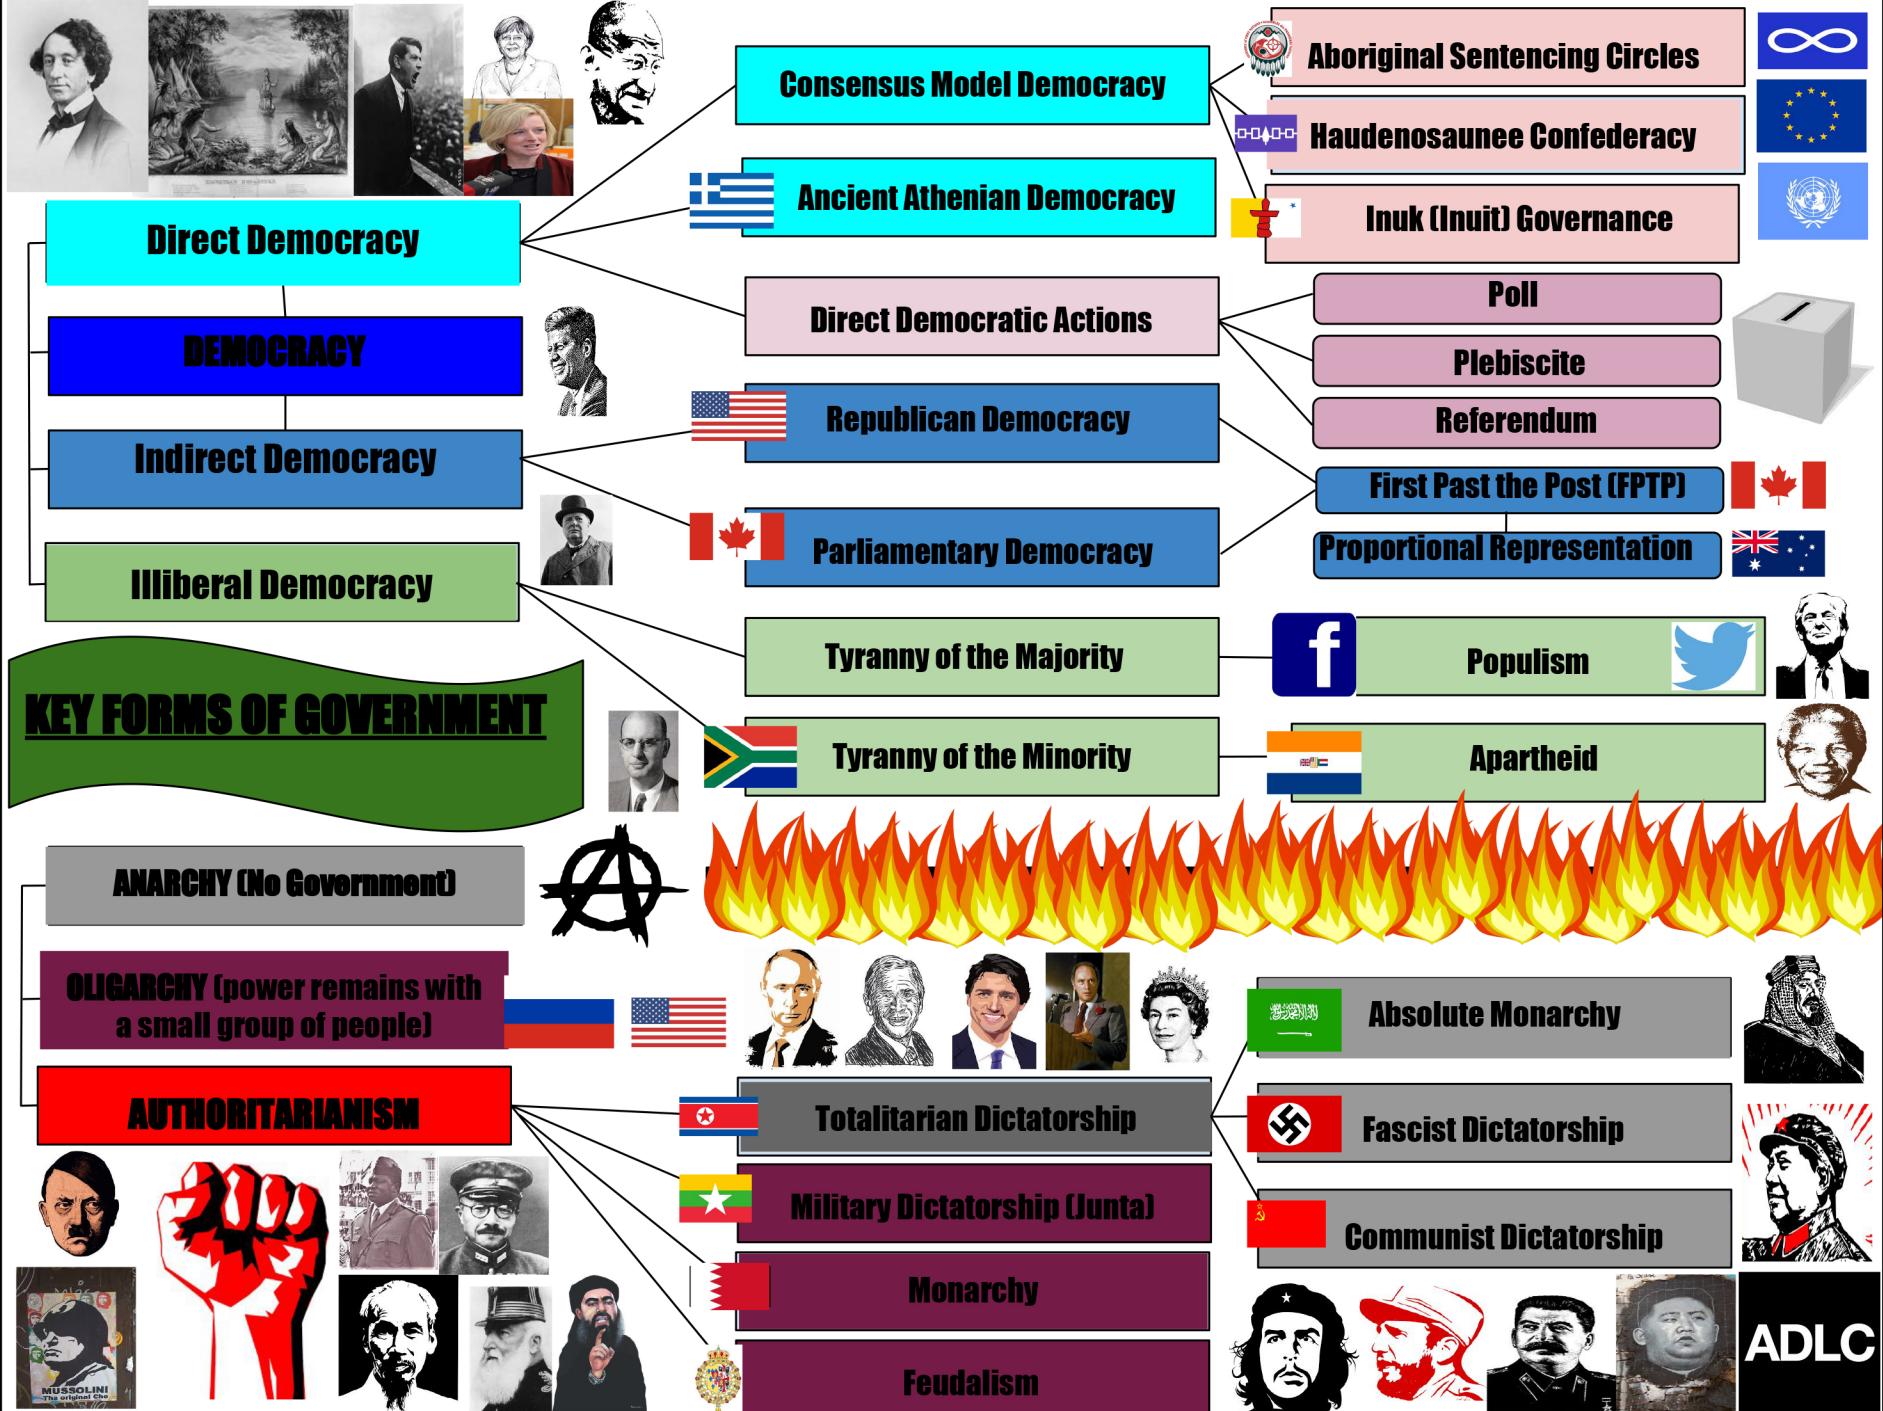 Direct Democracy
DEMOCRACY
Indirect Democracy
Illiberal Democracy
KEY FORMS OF GOVERNMENT
Consensus Model Democracy
Ancient Athenian Democracy
Direct Democratic Actions
Republican Democracy
Parliamentary Democracy
Tyranny of the Majority
Tyranny of the Minority
Aboriginal Sentencing Circles
Haudenosaunee Confederacy
Inuk (Inuit) Governance
Poll
Plebiscite
Referendum
First Past the Post (FPTP)
Proportional Representation
f
Populism
Apartheid
ANARCHY (No Government)
OLIGARCHY (power remains with
a small group of people)
AUTHORITARIANISM
Totalitarian Dictatorship
Military Dictatorship (Junta)
Monarchy
Feudalism
Absolute Monarchy
Fascist Dictatorship
Communist Dictatorship
MUSSOLINI
The original Che
ADLC